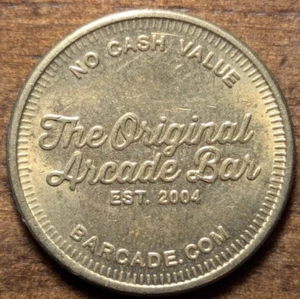 NO CASH VALUE
The Original
Arcade Bar
EST. 2004
BARCADE.COM